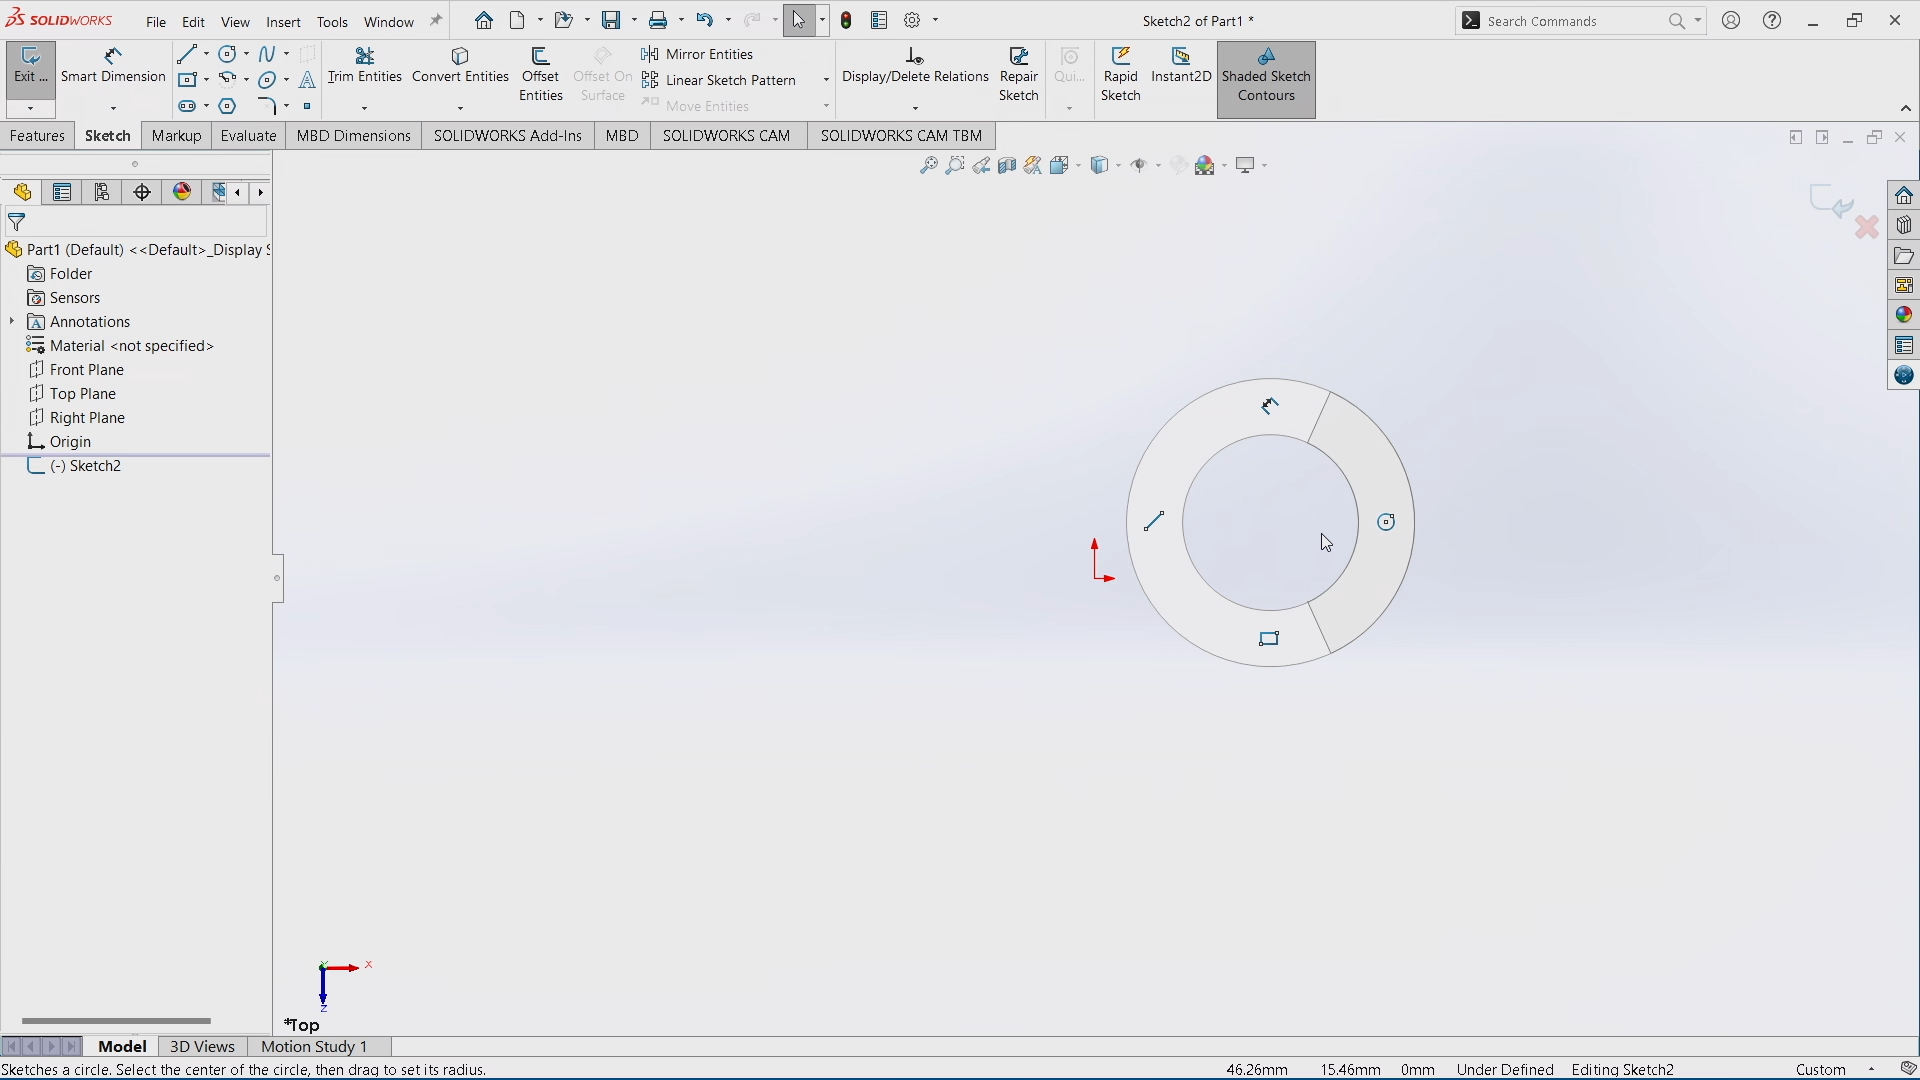 SOLIDWORKS
File Edit View Insert Tools Window
Sketch2 of Part1 *
Search Commands
Exit ...
Smart Dimension
Trim Entities
Convert Entities
Offset Entities
Offset On Surface
Mirror Entities
Linear Sketch Pattern
Move Entities
Display/Delete Relations
Repair Sketch
Qui...
Rapid Sketch
Instant2D
Shaded Sketch Contours
Features Sketch Markup Evaluate MBD Dimensions SOLIDWORKS Add-Ins MBD SOLIDWORKS CAM SOLIDWORKS CAM TBM
Part1 (Default) <<Default>_Display S
Folder
Sensors
Annotations
Material <not specified>
Front Plane
Top Plane
Right Plane
Origin
(-) Sketch2
Y
X
Z
*Top
Model 3D Views Motion Study 1
Sketches a circle. Select the center of the circle, then drag to set its radius. 46.26mm 15.46mm 0mm Under Defined Editing Sketch2 Custom